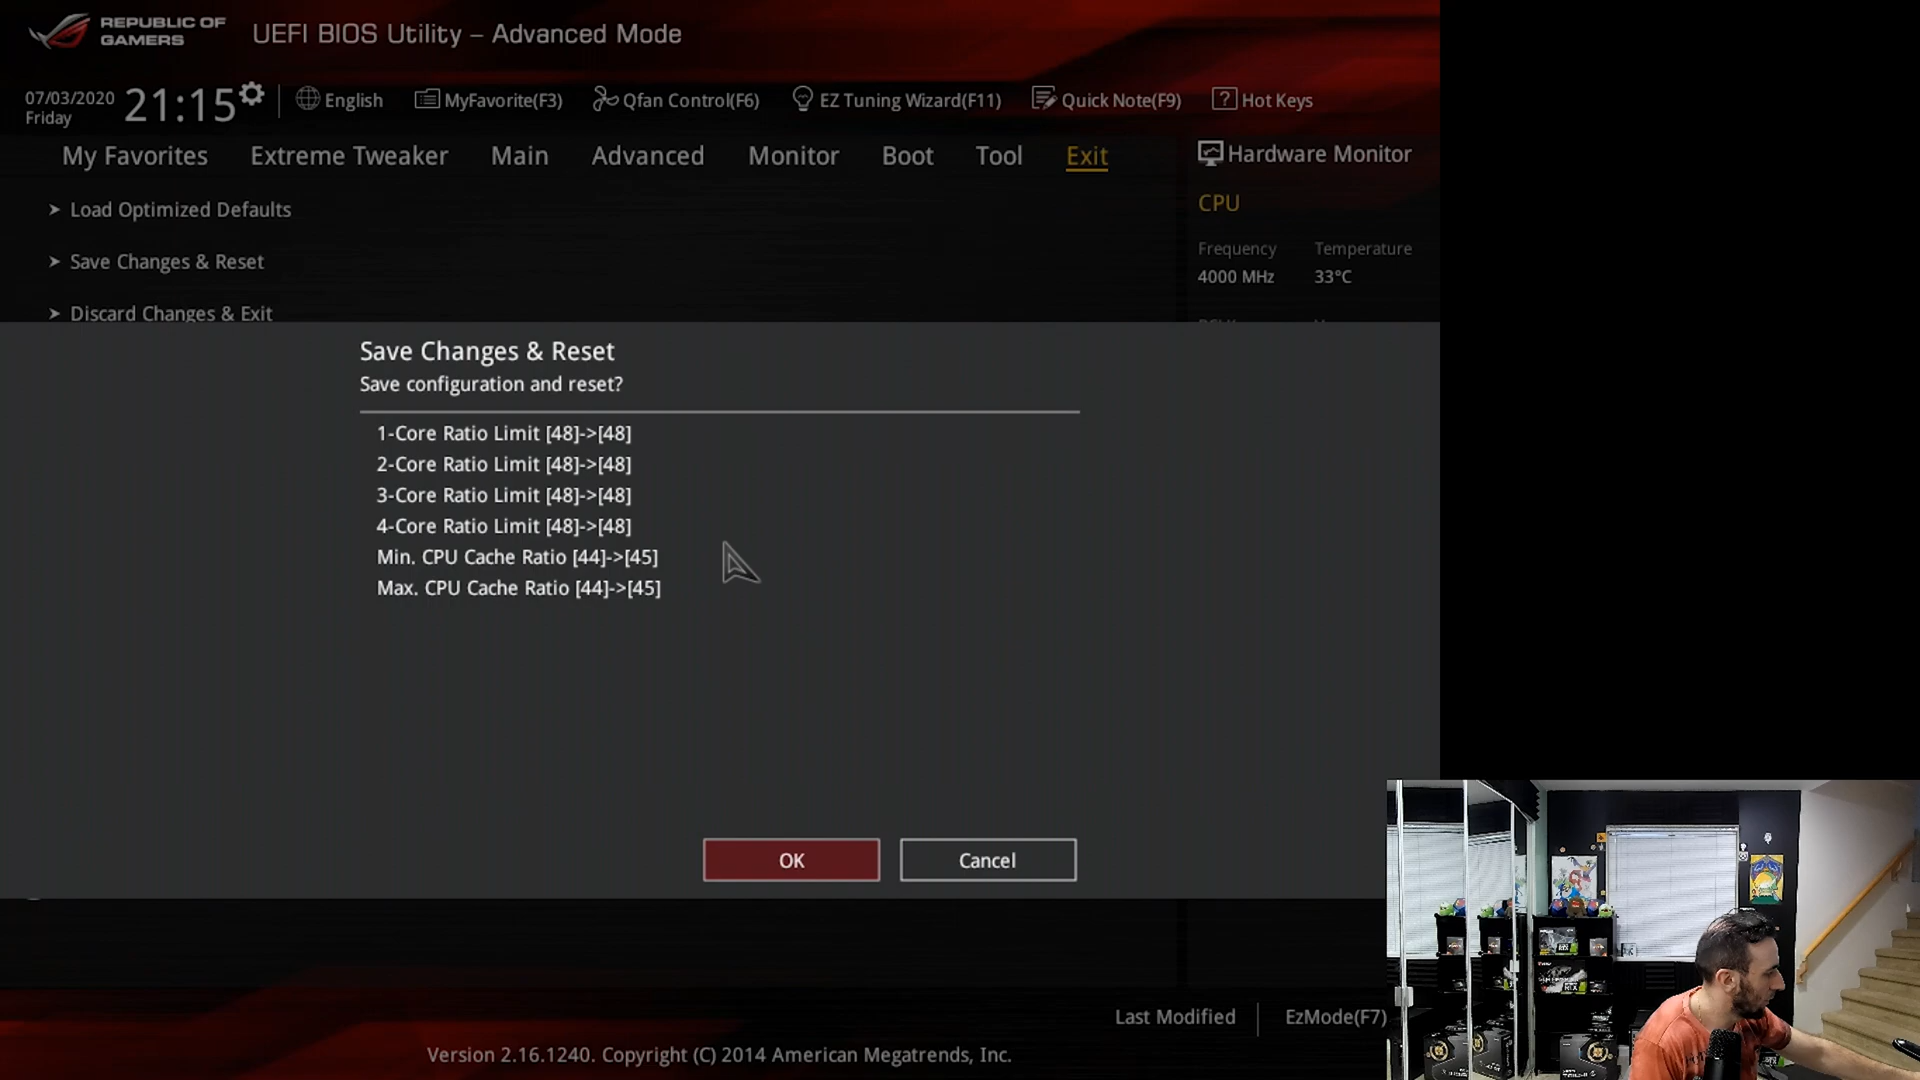 REPUBLIC OF
GAMERS
UEFI BIOS Utility – Advanced Mode
07/03/2020
Friday
21:15
English
MyFavorite(F3)
Qfan Control(F6)
EZ Tuning Wizard(F11)
Quick Note(F9)
? Hot Keys
My Favorites
Extreme Tweaker
Main
Advanced
Monitor
Boot
Tool
Exit
Hardware Monitor
Load Optimized Defaults
Save Changes & Reset
Discard Changes & Exit
CPU
Frequency
Temperature
4000 MHz
33°C
Save Changes & Reset
Save configuration and reset?
1-Core Ratio Limit [48]->[48]
2-Core Ratio Limit [48]->[48]
3-Core Ratio Limit [48]->[48]
4-Core Ratio Limit [48]->[48]
Min. CPU Cache Ratio [44]->[45]
Max. CPU Cache Ratio [44]->[45]
OK
Cancel
Last Modified
EzMode(F7)
Version 2.16.1240. Copyright (C) 2014 American Megatrends, Inc.